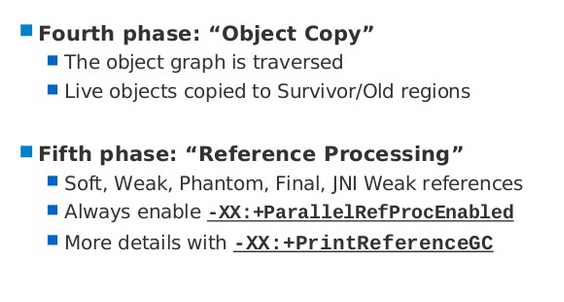 Fourth phase: “Object Copy”
The object graph is traversed
Live objects copied to Survivor/Old regions
Fifth phase: “Reference Processing”
Soft, Weak, Phantom, Final, JNI Weak references
Always enable -XX:+ParallelRefProcEnabled
More details with -XX:+PrintReferenceGC